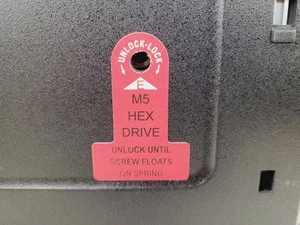 UNLOCK-LOCK
E
M5
HEX
DRIVE
UNLOCK UNTIL
SCREW FLOATS
ON SPRING